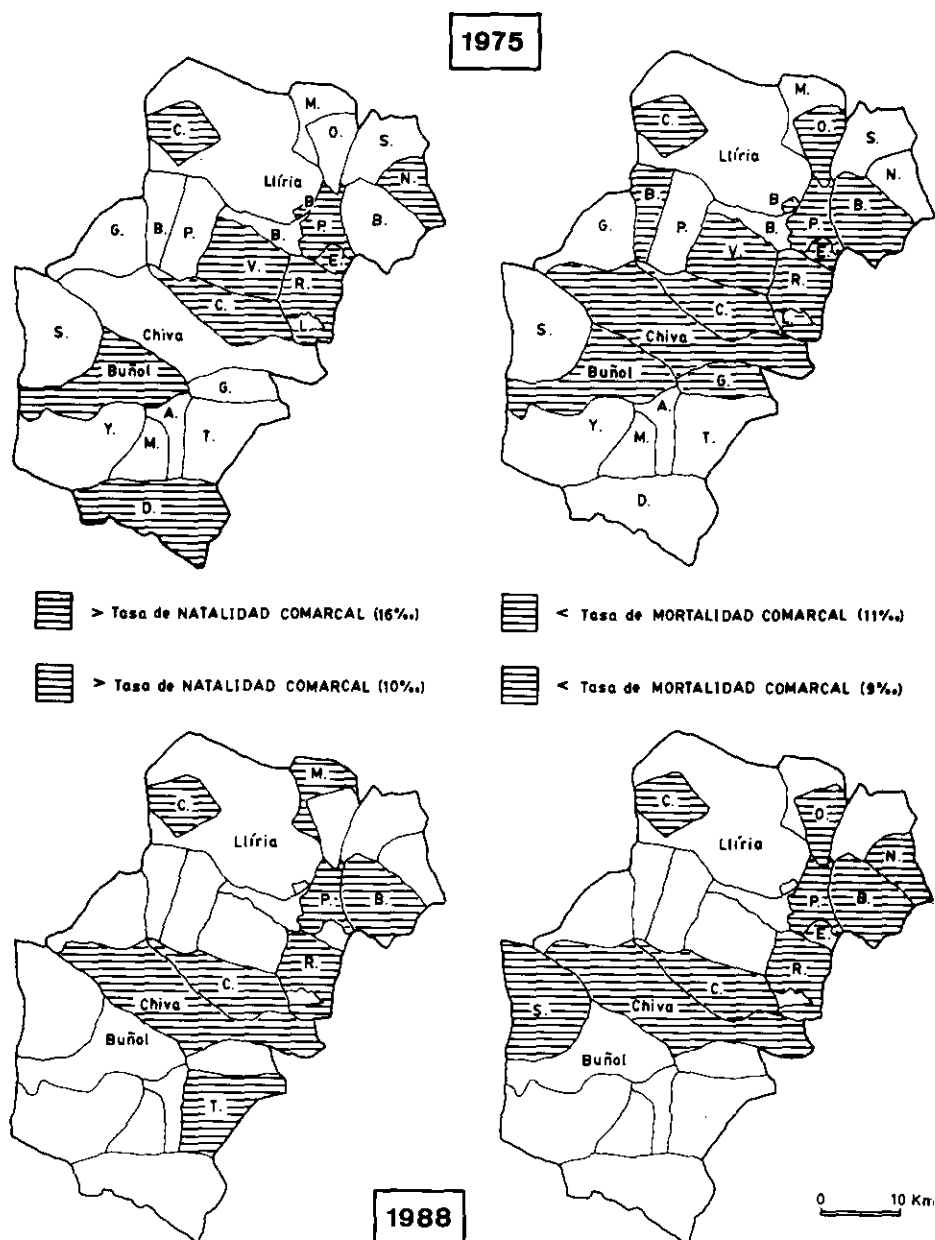 1975
M.
C.
O.
S.
Llíria
N.
B.
P.
B.
B.
G.
B.
P.
E.
V.
R.
C.
L.
S.
Chiva
Buñol
G.
A.
Y.
M.
T.
D.
M.
C.
O.
S.
Llíria
N.
B.
B
P.
B.
G.
P.
B.
E.
V.
R.
C.
L.
S.
Chiva
Buñol
G.
A.
Y.
M.
T.
D.
> Tasa de NATALIDAD COMARCAL (16‰)
< Tasa de MORTALIDAD COMARCAL (11‰)
> Tasa de NATALIDAD COMARCAL (10‰)
< Tasa de MORTALIDAD COMARCAL (9‰)
M.
C.
Llíria
P.
B.
R.
C.
Chiva
Buñol
T.
C.
O.
Llíria
N.
P.
B.
E.
R.
C.
S.
Chiva
Buñol
0 10 Km
1988